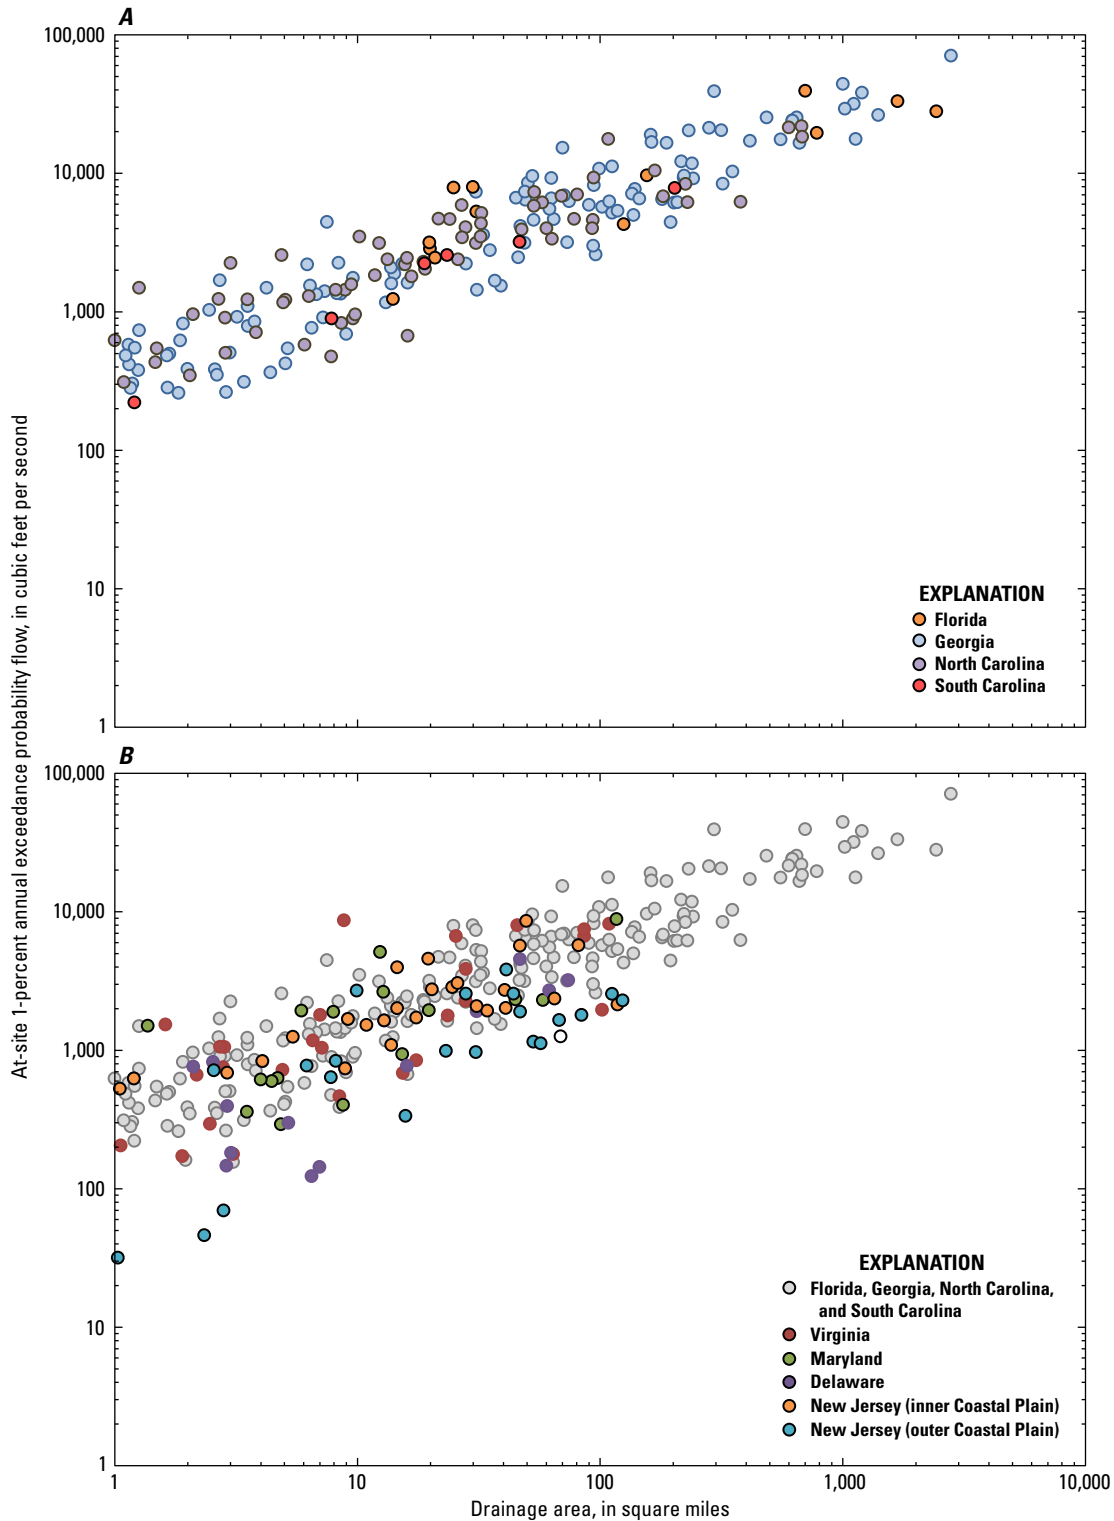 A
100,000
10,000
1,000
100
10
1
EXPLANATION
Florida
Georgia
North Carolina
South Carolina
At-site 1-percent annual exceedance probability flow, in cubic feet per second
B
100,000
10,000
1,000
100
10
1
EXPLANATION
Florida, Georgia, North Carolina,
and South Carolina
Virginia
Maryland
Delaware
New Jersey (inner Coastal Plain)
New Jersey (outer Coastal Plain)
1 10 100 1,000 10,000
Drainage area, in square miles